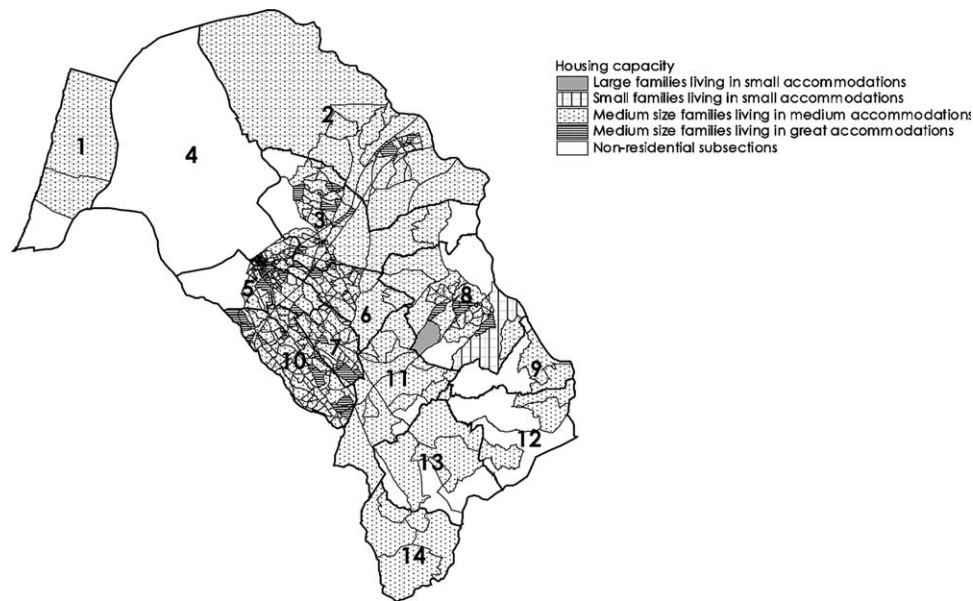 Housing capacity
Large families living in small accommodations
Small families living in small accommodations
Medium size families living in medium accommodations
Medium size families living in great accommodations
Non-residential subsections
2
1
4
3
5
8
6
7
10
9
11
12
13
14